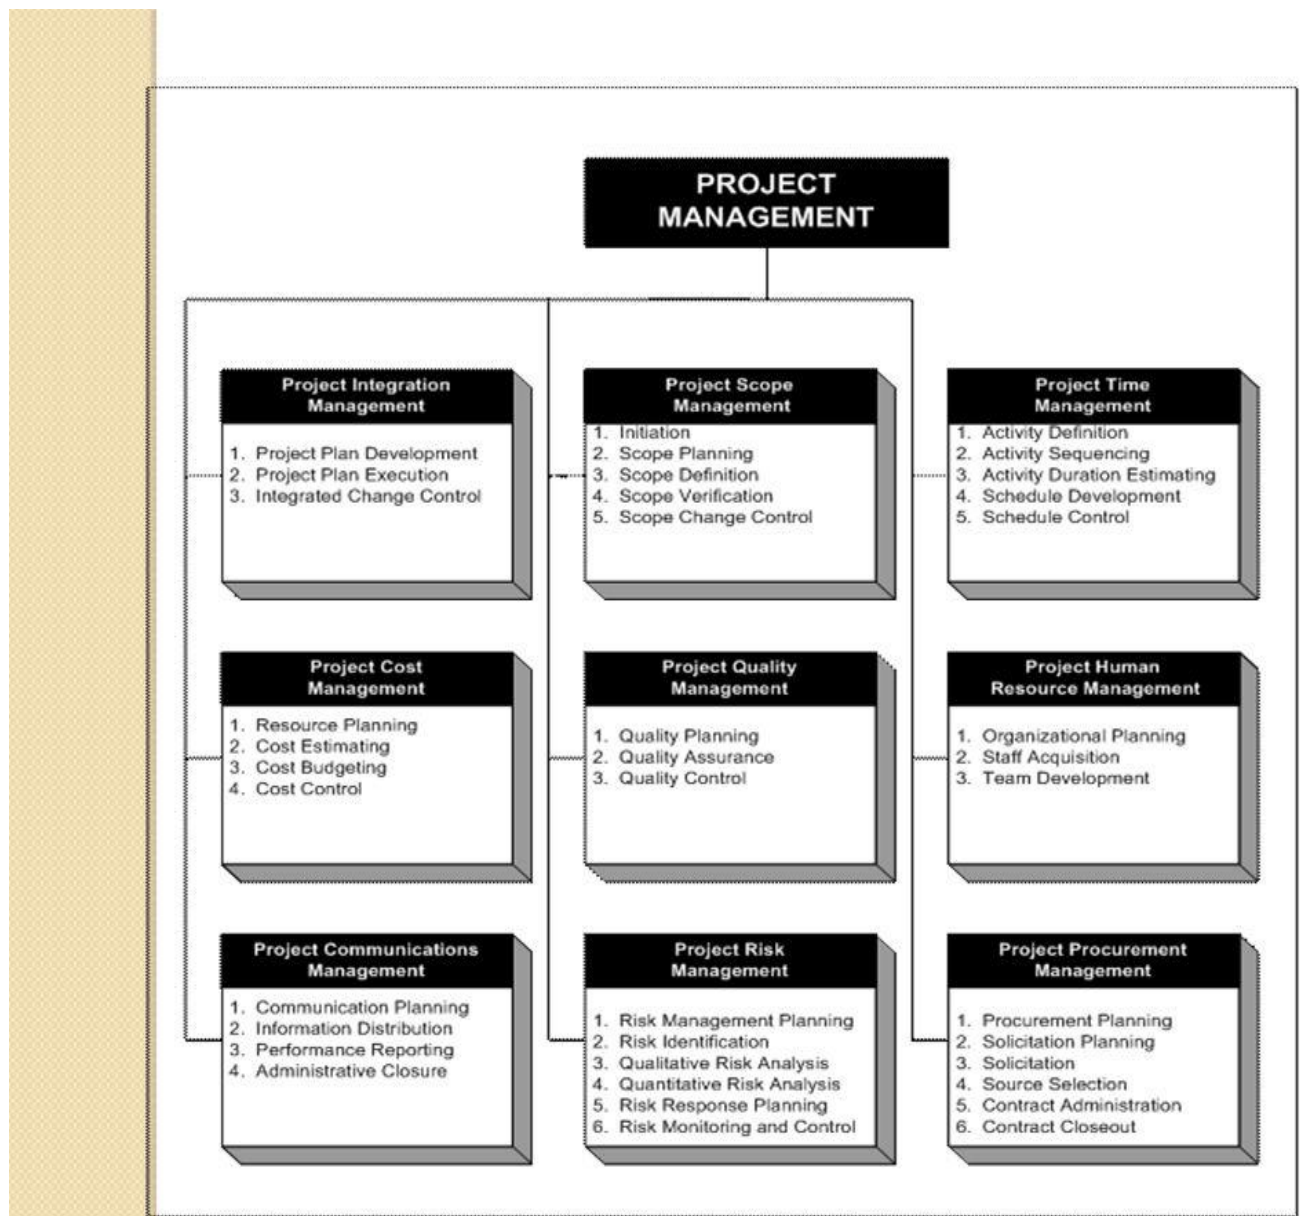 PROJECT
MANAGEMENT
Project Integration
Management
1. Project Plan Development
2. Project Plan Execution
3. Integrated Change Control
Project Scope
Management
1. Initiation
2. Scope Planning
3. Scope Definition
4. Scope Verification
5. Scope Change Control
Project Time
Management
1. Activity Definition
2. Activity Sequencing
3. Activity Duration Estimating
4. Schedule Development
5. Schedule Control
Project Cost
Management
1. Resource Planning
2. Cost Estimating
3. Cost Budgeting
4. Cost Control
Project Quality
Management
1. Quality Planning
2. Quality Assurance
3. Quality Control
Project Human
Resource Management
1. Organizational Planning
2. Staff Acquisition
3. Team Development
Project Communications
Management
1. Communication Planning
2. Information Distribution
3. Performance Reporting
4. Administrative Closure
Project Risk
Management
1. Risk Management Planning
2. Risk Identification
3. Qualitative Risk Analysis
4. Quantitative Risk Analysis
5. Risk Response Planning
6. Risk Monitoring and Control
Project Procurement
Management
1. Procurement Planning
2. Solicitation Planning
3. Solicitation
4. Source Selection
5. Contract Administration
6. Contract Closeout